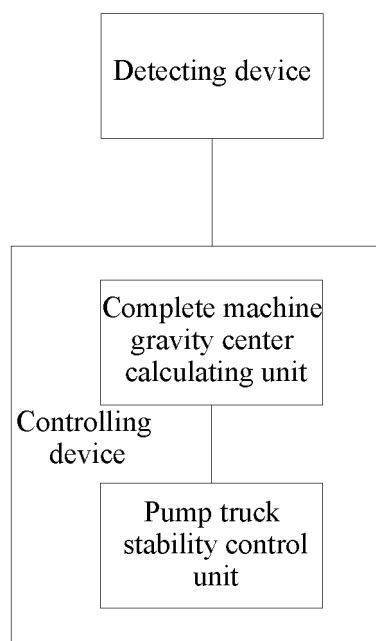 Detecting device
Complete machine
gravity center
calculating unit
Controlling
device
Pump truck
stability control
unit